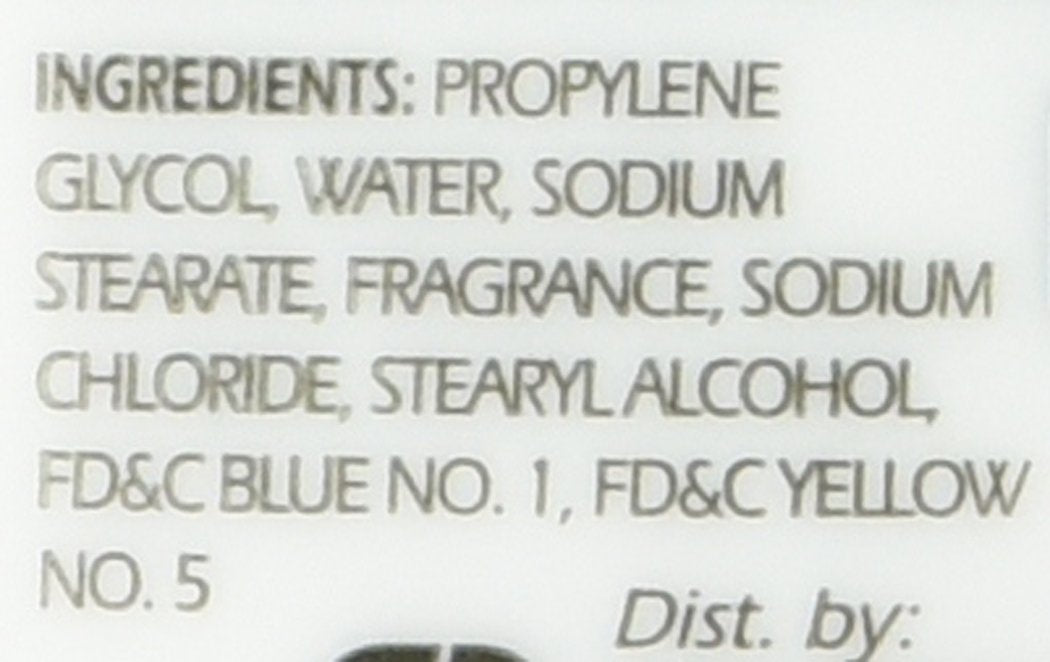 INGREDIENTS: PROPYLENE
GLYCOL, WATER, SODIUM
STEARATE, FRAGRANCE, SODIUM
CHLORIDE, STEARYL ALCOHOL,
FD&C BLUE NO. 1, FD&C YELLOW
NO. 5
Dist. by: